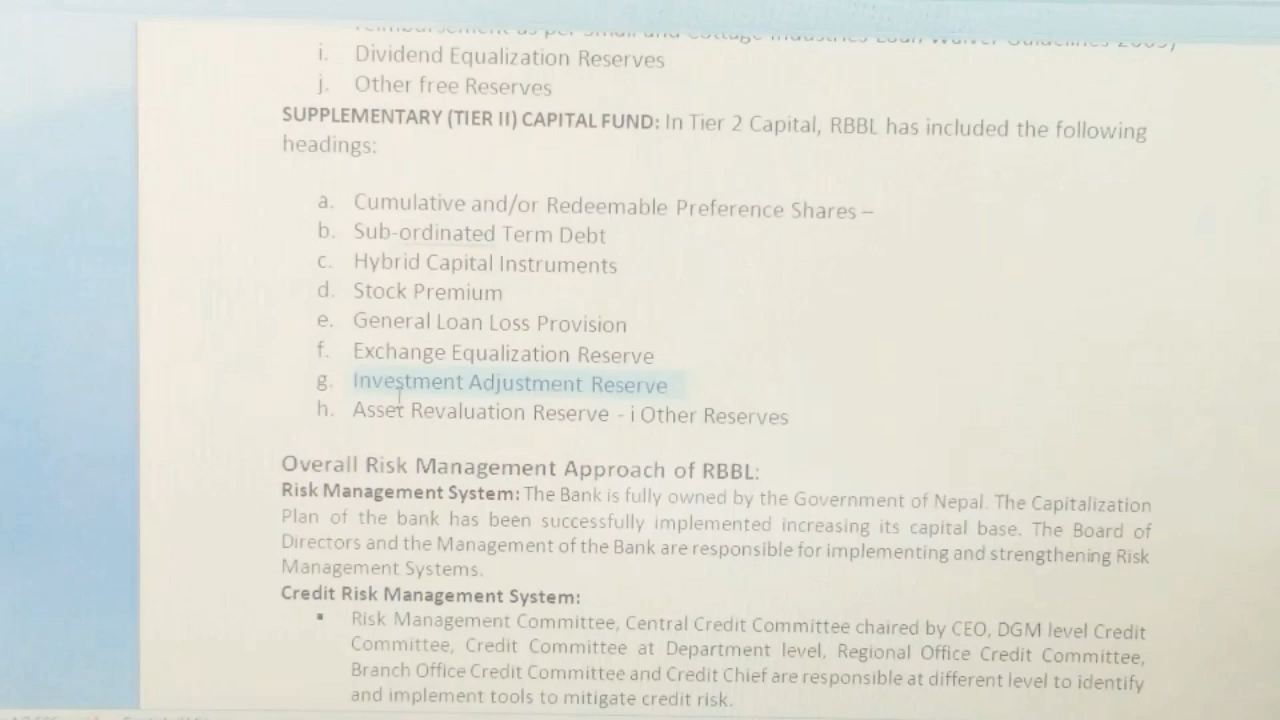 i. Dividend Equalization Reserves
j. Other free Reserves
SUPPLEMENTARY (TIER II) CAPITAL FUND: In Tier 2 Capital, RBBL has included the following
headings:
a. Cumulative and/or Redeemable Preference Shares –
b. Sub-ordinated Term Debt
c. Hybrid Capital Instruments
d. Stock Premium
e. General Loan Loss Provision
f. Exchange Equalization Reserve
g. Investment Adjustment Reserve
h. Asset Revaluation Reserve - i Other Reserves
Overall Risk Management Approach of RBBL:
Risk Management System: The Bank is fully owned by the Government of Nepal. The Capitalization
Plan of the bank has been successfully implemented increasing its capital base. The Board of
Directors and the Management of the Bank are responsible for implementing and strengthening Risk
Management Systems.
Credit Risk Management System:
▪ Risk Management Committee, Central Credit Committee chaired by CEO, DGM level Credit
Committee, Credit Committee at Department level, Regional Office Credit Committee,
Branch Office Credit Committee and Credit Chief are responsible at different level to identify
and implement tools to mitigate credit risk.